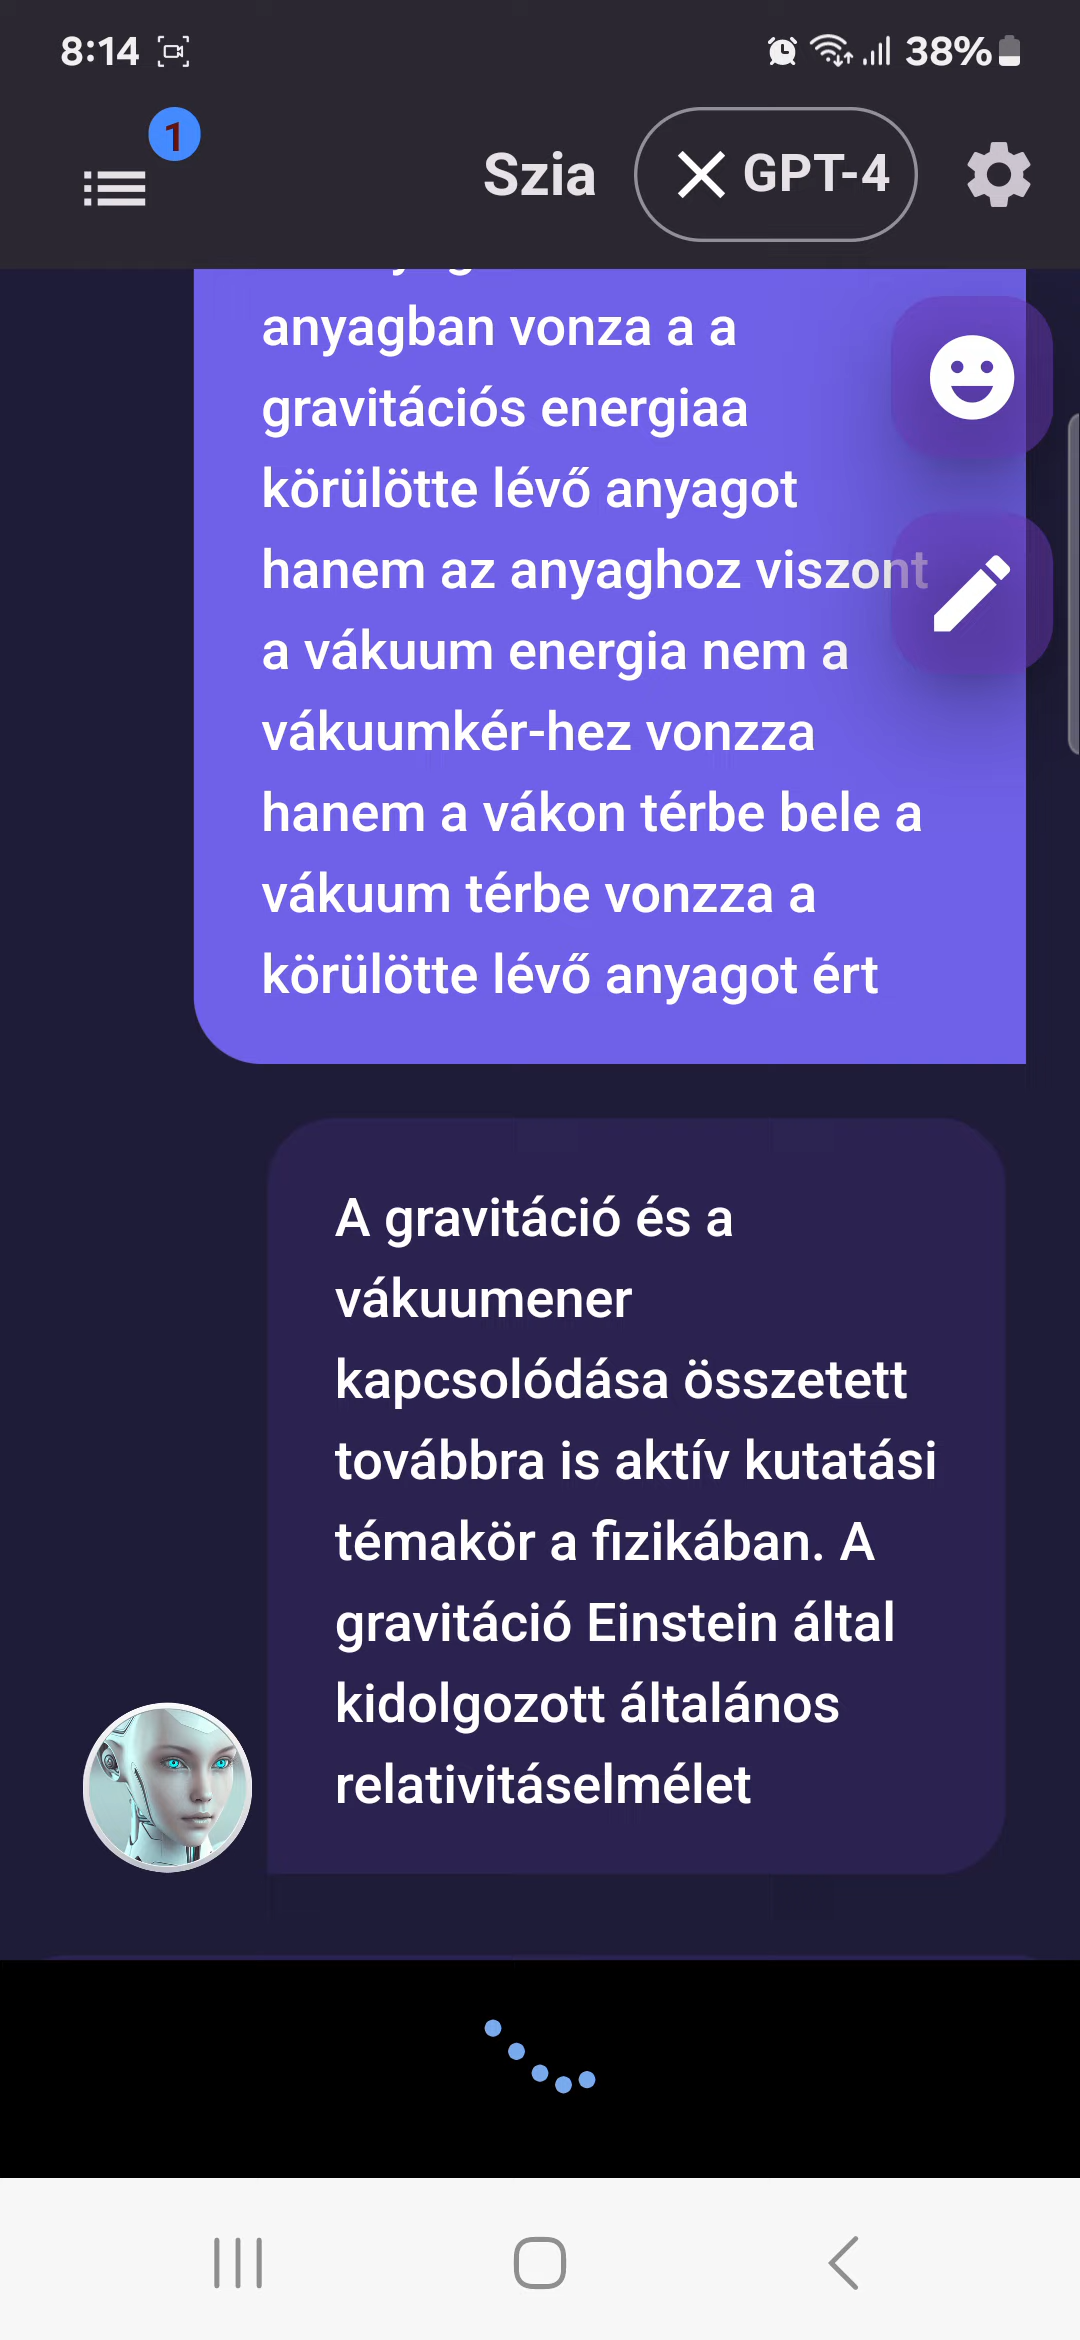 8:14 38%
1
Szia GPT-4
anyagban vonza a a
gravitációs energiaa
körülötte lévő anyagot
hanem az anyaghoz viszont
a vákuum energia nem a
vákuumkér-hez vonzza
hanem a vákon térbe bele a
vákuum térbe vonzza a
körülötte lévő anyagot ért
A gravitáció és a
vákuumener
kapcsolódása összetett
továbbra is aktív kutatási
témakör a fizikában. A
gravitáció Einstein által
kidolgozott általános
relativitáselmélet